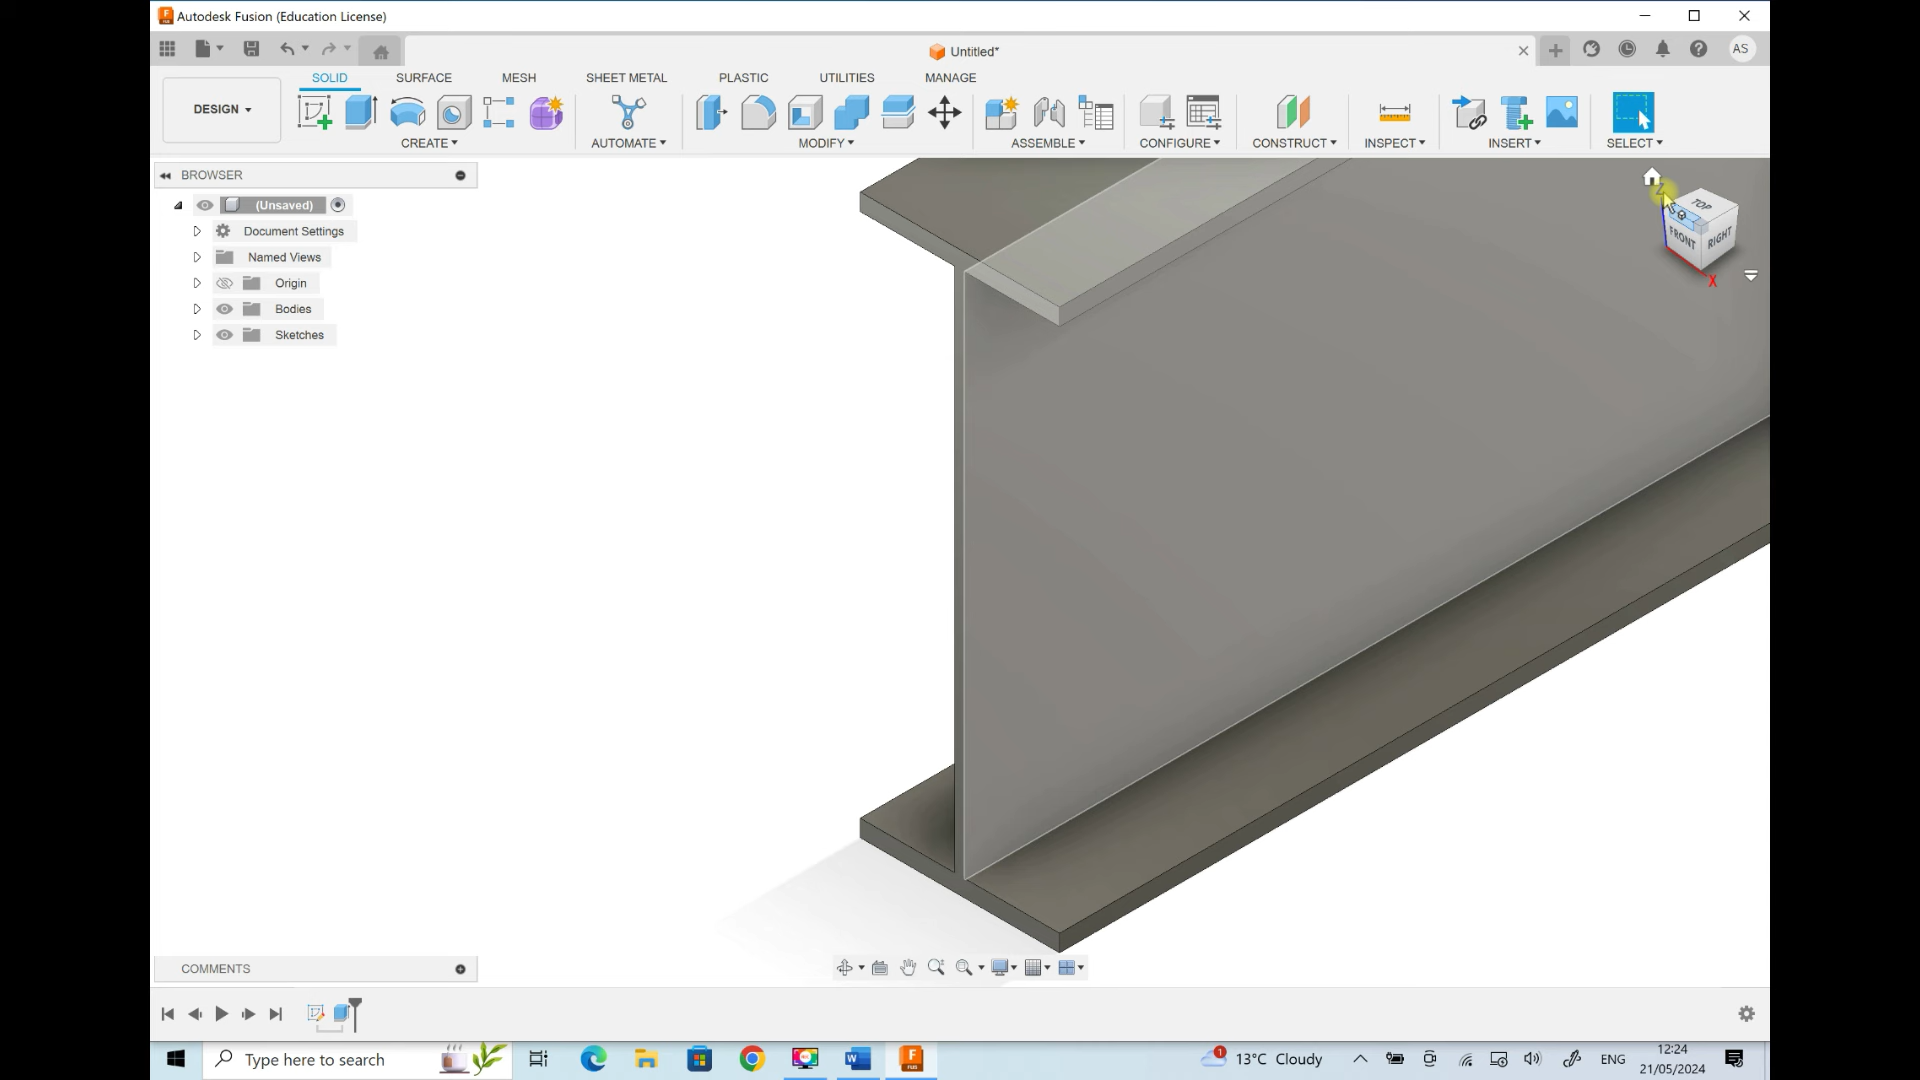 Autodesk Fusion (Education License)
Untitled*
AS
SOLID SURFACE MESH SHEET METAL PLASTIC UTILITIES MANAGE
DESIGN
CREATE AUTOMATE MODIFY ASSEMBLE CONFIGURE CONSTRUCT INSPECT INSERT SELECT
BROWSER
(Unsaved)
Document Settings
Named Views
Origin
Bodies
Sketches
Z
TOP
FRONT RIGHT
X
COMMENTS
Type here to search
1
13°C Cloudy
ENG
12:24
21/05/2024